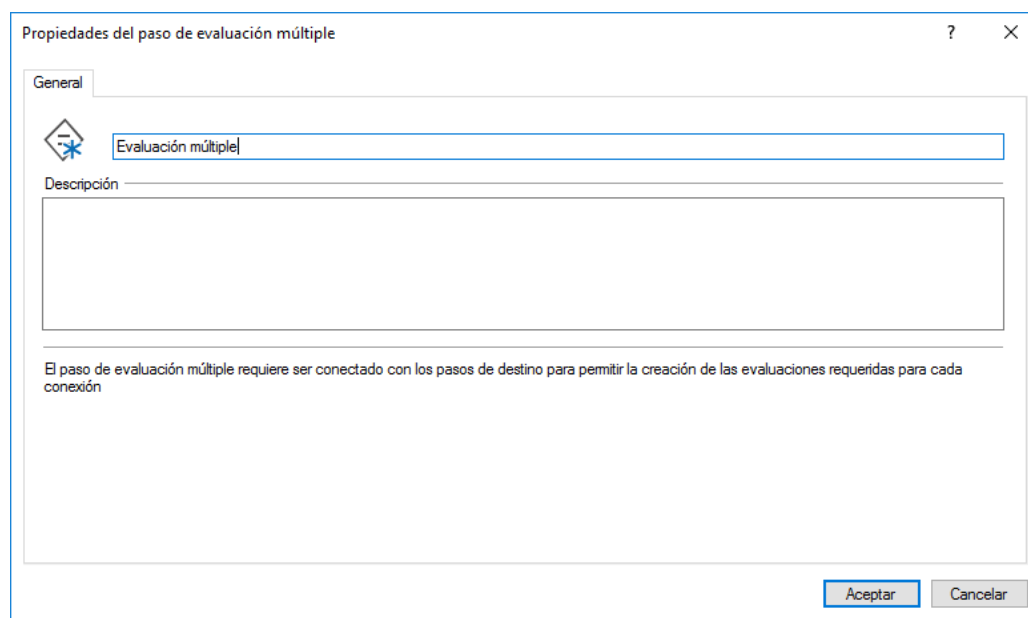 Propiedades del paso de evaluación múltiple
?
General
Evaluación múltiple
Descripción
El paso de evaluación múltiple requiere ser conectado con los pasos de destino para permitir la creación de las evaluaciones requeridas para cada
conexión
Aceptar
Cancelar